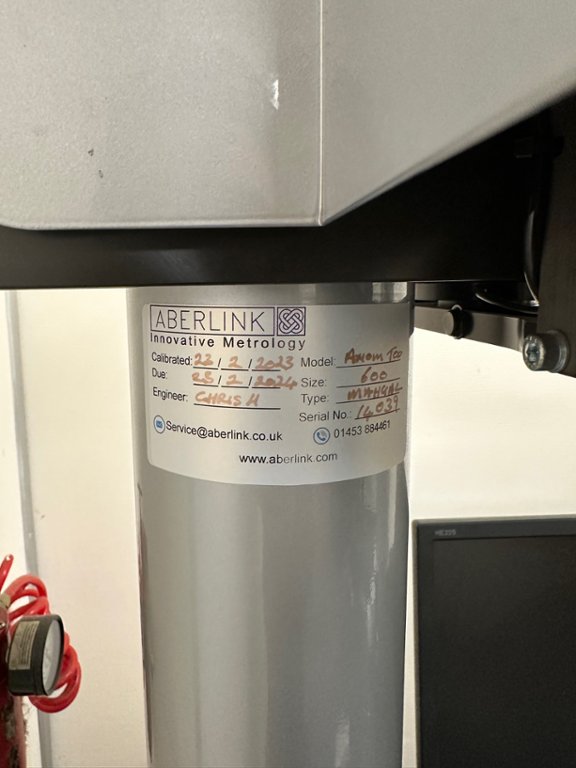 ABERLINK
Innovative Metrology
Calibrated: 22 / 2 / 2023 Model: Axiom Too
Due: / 2 / 2024 Size: 600
Engineer: CHRIS H Type: MANUAL
Serial No.: 14039
Service@aberlink.co.uk 01453 884461
www.aberlink.com